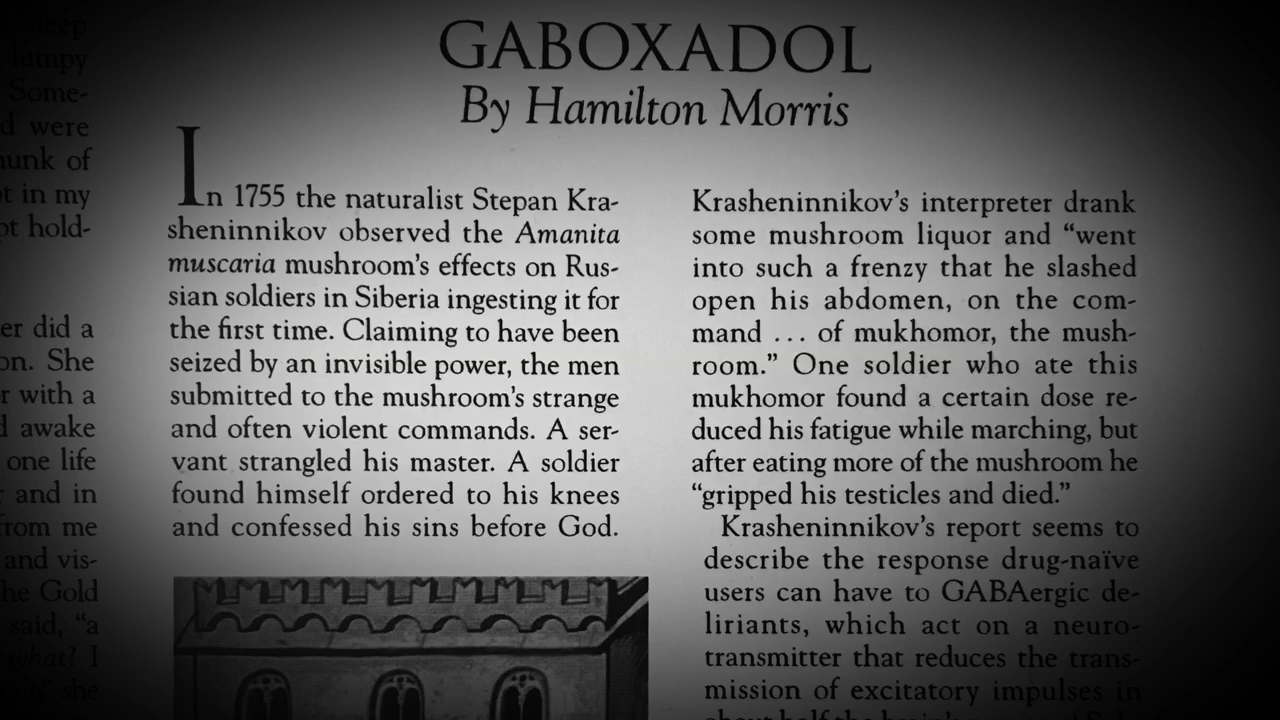 sleep
lumpy
Some-
d were
hunk of
t in my
ot hold-
er did a
on. She
r with a
d awake
one life
and in
from me
and vis-
he Gold
said, "a
what? I
she
GABOXADOL
By Hamilton Morris
In 1755 the naturalist Stepan Kra-
sheninnikov observed the Amanita
muscaria mushroom's effects on Rus-
sian soldiers in Siberia ingesting it for
the first time. Claiming to have been
seized by an invisible power, the men
submitted to the mushroom's strange
and often violent commands. A ser-
vant strangled his master. A soldier
found himself ordered to his knees
and confessed his sins before God.
Krasheninnikov's interpreter drank
some mushroom liquor and "went
into such a frenzy that he slashed
open his abdomen, on the com-
mand ... of mukhomor, the mush-
room." One soldier who ate this
mukhomor found a certain dose re-
duced his fatigue while marching, but
after eating more of the mushroom he
"gripped his testicles and died."
Krasheninnikov's report seems to
describe the response drug-naïve
users can have to GABAergic de-
liriants, which act on a neuro-
transmitter that reduces the trans-
mission of excitatory impulses in
about half the brain's